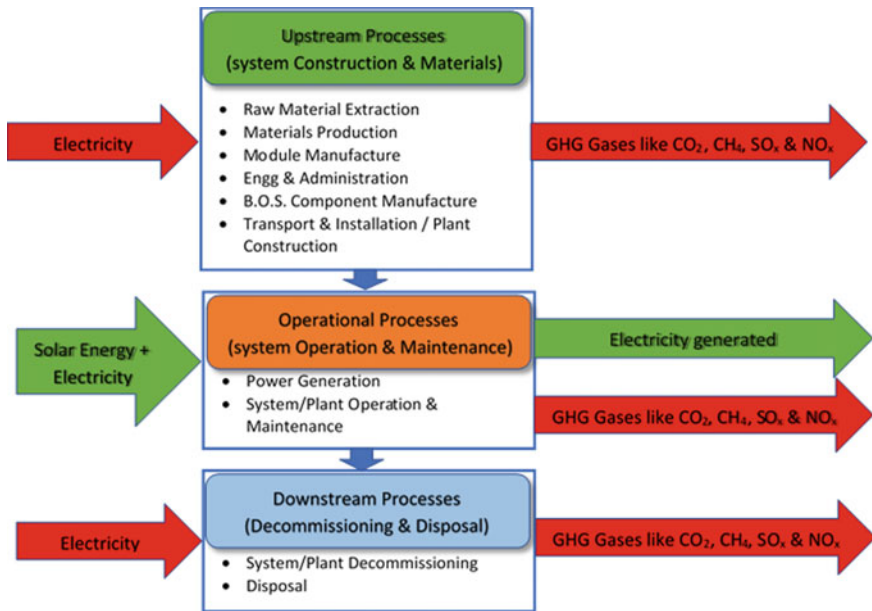 Upstream Processes
(system Construction & Materials)
• Raw Material Extraction
• Materials Production
• Module Manufacture
• Engg & Administration
• B.O.S. Component Manufacture
• Transport & Installation / Plant
Construction
Electricity
GHG Gases like CO₂, CH₄, SOₓ & NOₓ
Operational Processes
(system Operation & Maintenance)
• Power Generation
• System/Plant Operation &
Maintenance
Solar Energy +
Electricity
Electricity generated
GHG Gases like CO₂, CH₄, SOₓ & NOₓ
Downstream Processes
(Decommissioning & Disposal)
• System/Plant Decommissioning
• Disposal
Electricity
GHG Gases like CO₂, CH₄, SOₓ & NOₓ